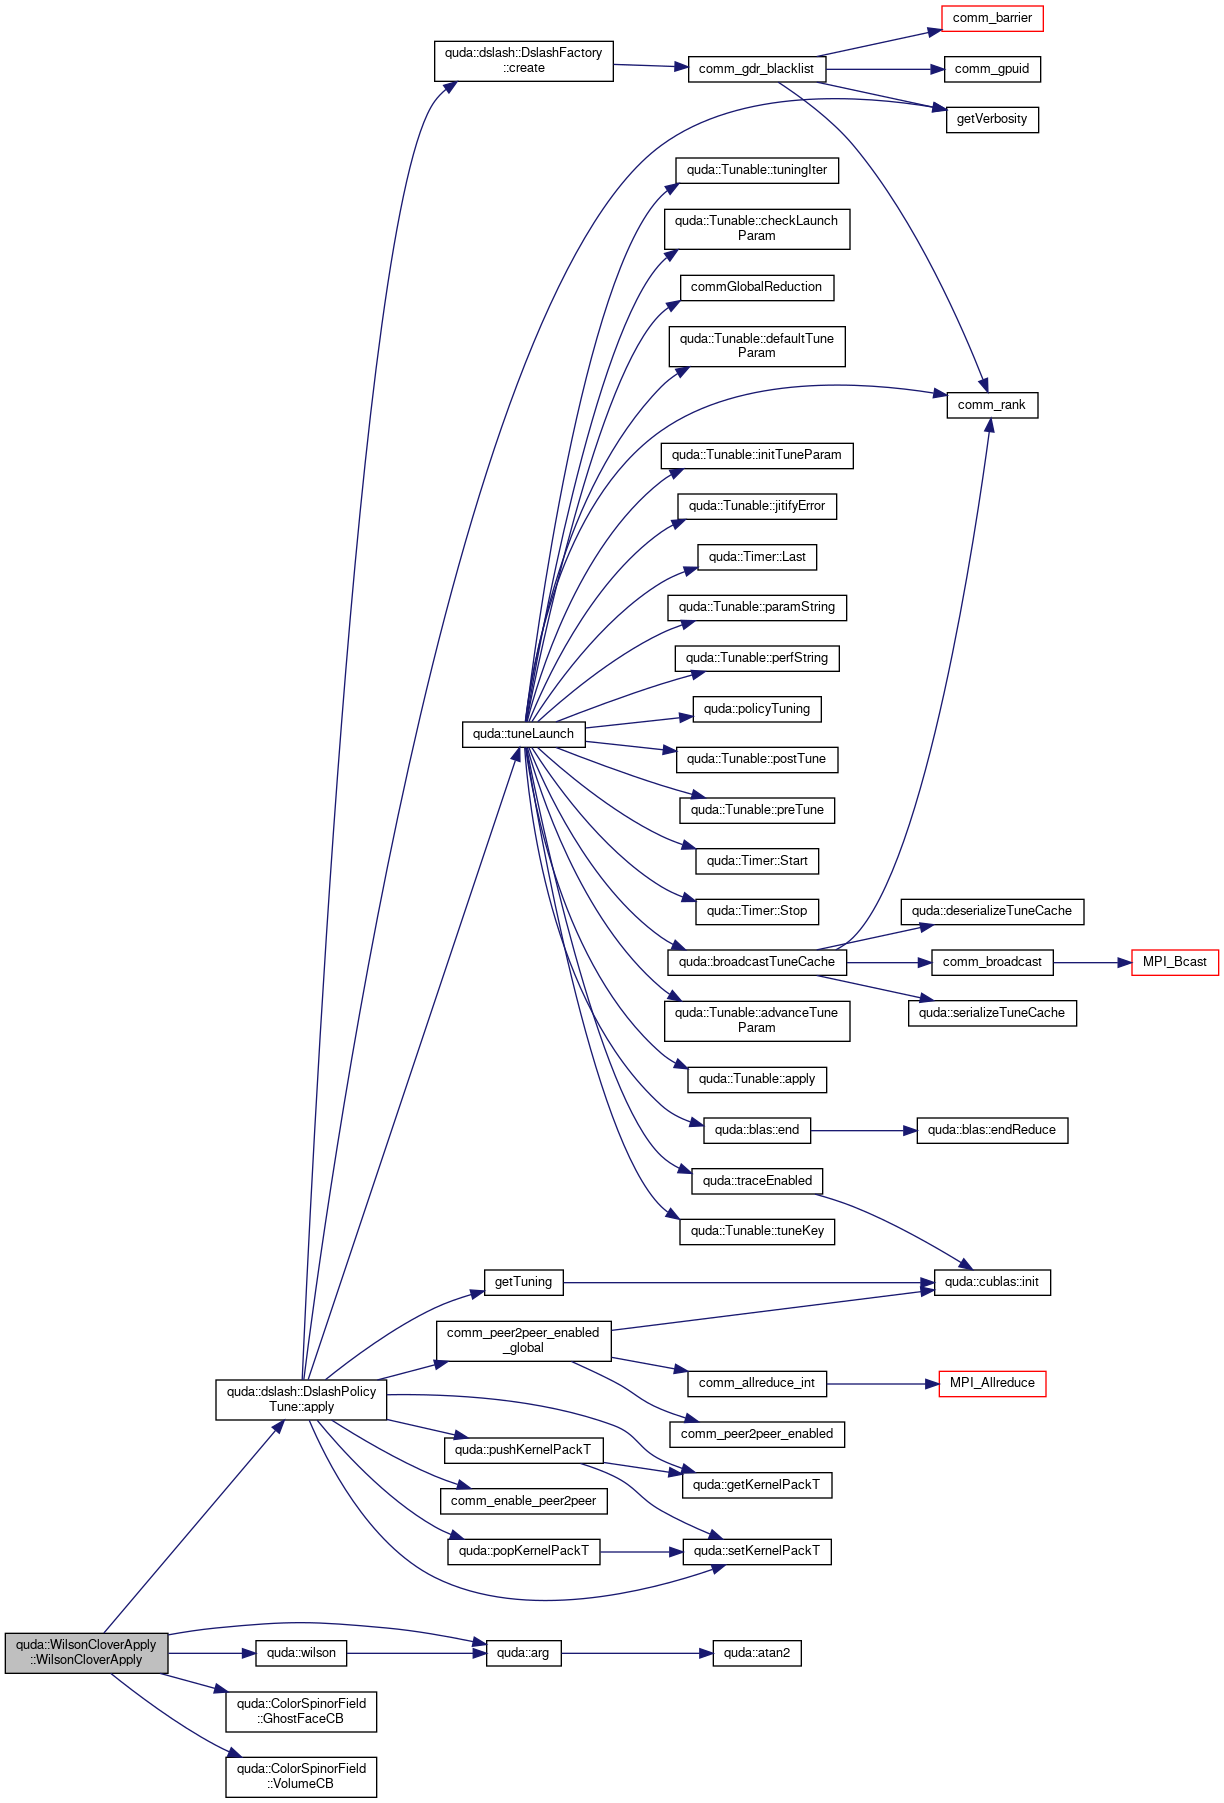 comm_barrier
quda::dslash::DslashFactory
::create
comm_gdr_blacklist
comm_gpuid
getVerbosity
quda::Tunable::tuningIter
quda::Tunable::checkLaunch
Param
commGlobalReduction
quda::Tunable::defaultTune
Param
comm_rank
quda::Tunable::initTuneParam
quda::Tunable::jitifyError
quda::Timer::Last
quda::Tunable::paramString
quda::Tunable::perfString
quda::policyTuning
quda::tuneLaunch
quda::Tunable::postTune
quda::Tunable::preTune
quda::Timer::Start
quda::Timer::Stop
quda::deserializeTuneCache
quda::broadcastTuneCache
comm_broadcast
MPI_Bcast
quda::serializeTuneCache
quda::Tunable::advanceTune
Param
quda::Tunable::apply
quda::blas::end
quda::blas::endReduce
quda::traceEnabled
quda::Tunable::tuneKey
getTuning
quda::cublas::init
comm_peer2peer_enabled
_global
comm_allreduce_int
MPI_Allreduce
quda::dslash::DslashPolicy
Tune::apply
comm_peer2peer_enabled
quda::pushKernelPackT
quda::getKernelPackT
comm_enable_peer2peer
quda::popKernelPackT
quda::setKernelPackT
quda::WilsonCloverApply
::WilsonCloverApply
quda::wilson
quda::arg
quda::atan2
quda::ColorSpinorField
::GhostFaceCB
quda::ColorSpinorField
::VolumeCB